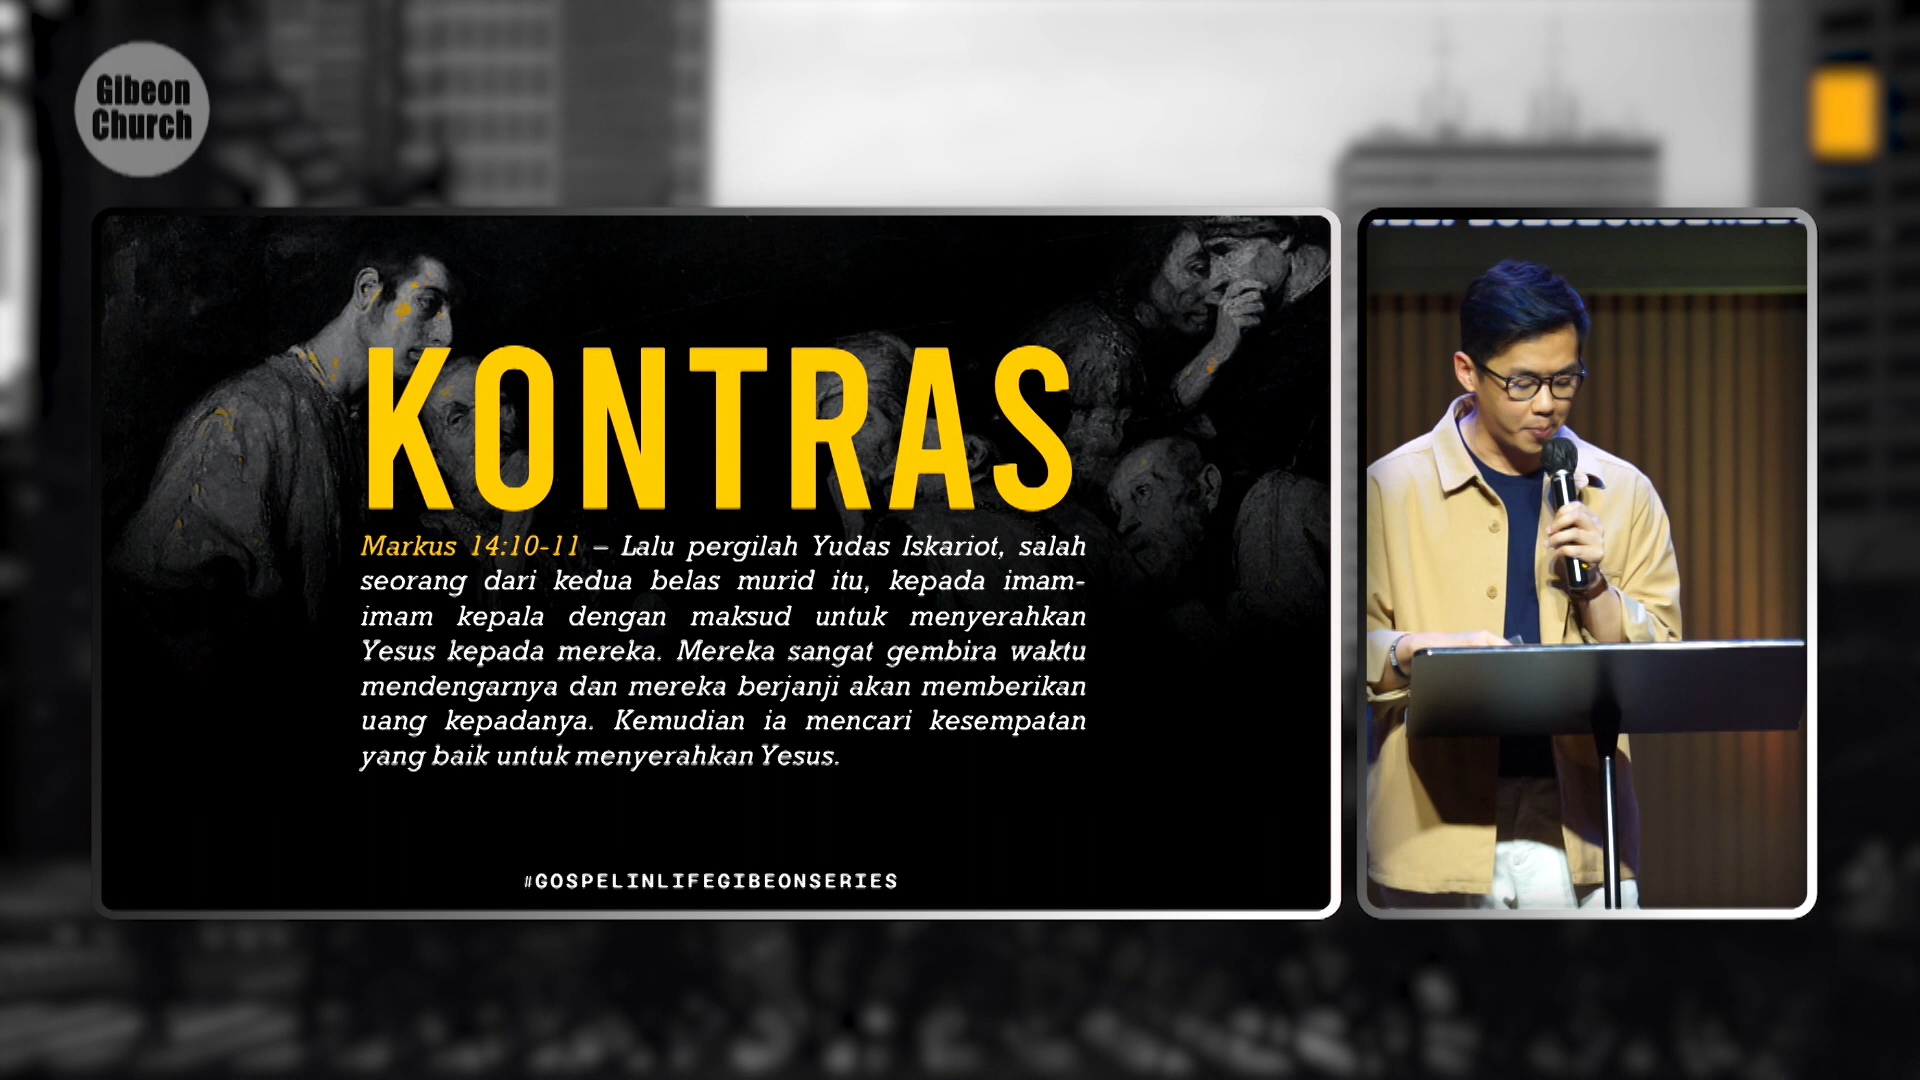 Gibeon
Church
KONTRAS
Markus 14:10-11 – Lalu pergilah Yudas Iskariot, salah
seorang dari kedua belas murid itu, kepada imam-
imam kepala dengan maksud untuk menyerahkan
Yesus kepada mereka. Mereka sangat gembira waktu
mendengarnya dan mereka berjanji akan memberikan
uang kepadanya. Kemudian ia mencari kesempatan
yang baik untuk menyerahkan Yesus.
#GOSPELINLIFEGIBEONSERIES